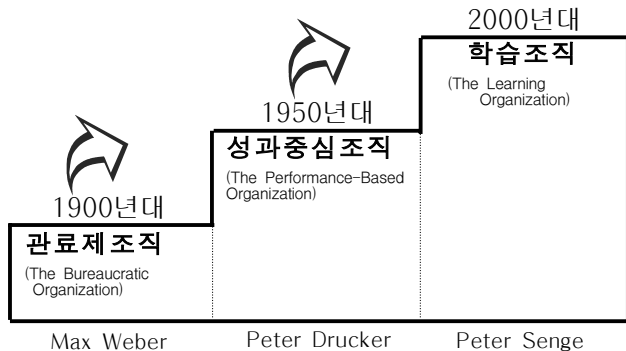 2000년대
학습조직
(The Learning
Organization)
1950년대
성과중심조직
(The Performance-Based
Organization)
1900년대
관료제조직
(The Bureaucratic
Organization)
Max Weber
Peter Drucker
Peter Senge